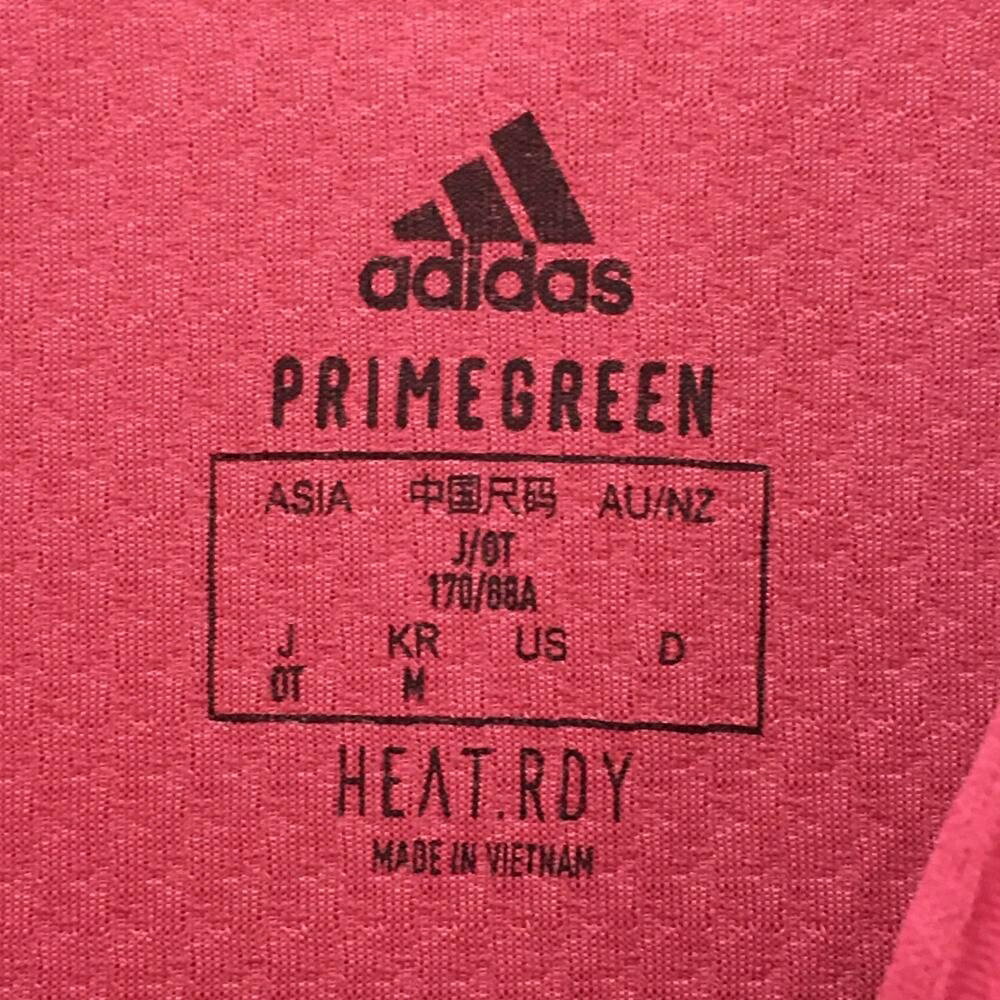 adidas
PRIMEGREEN
ASIA 中国尺码 AU/NZ
J/OT
170/88A
J KR US D
OT M
HEAT.RDY
MADE IN VIETNAM